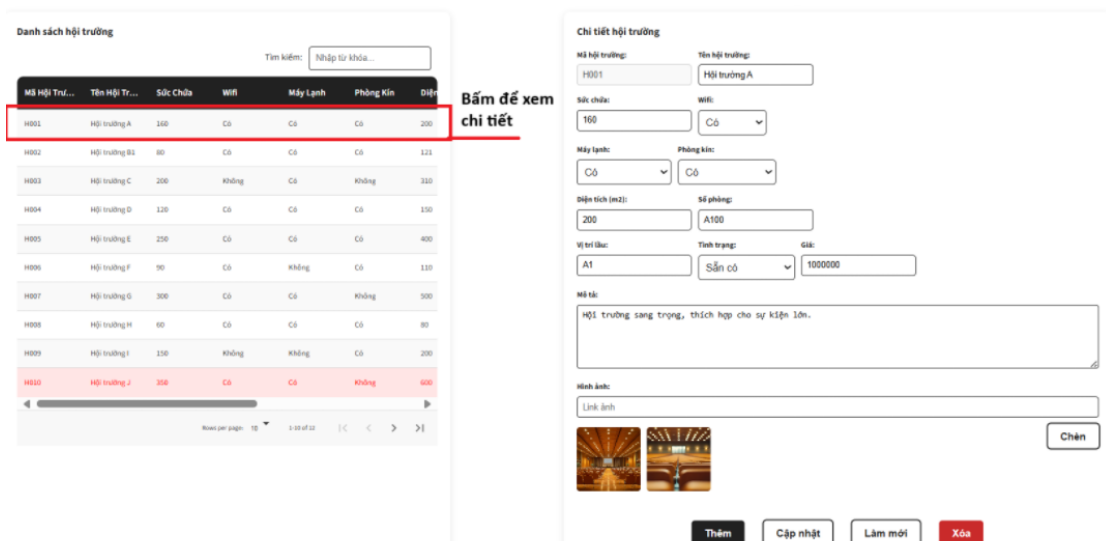 Danh sách hội trường
Tìm kiếm: Nhập từ khóa...
Mã Hội Trư... Tên Hội Tr... Sức Chứa Wifi Máy Lạnh Phòng Kín Diện
H001 Hội trường A 160 Có Có Có 200
H002 Hội trường B1 80 Có Có Có 121
H003 Hội trường C 200 Không Có Không 310
H004 Hội trường D 120 Có Có Có 150
H005 Hội trường E 250 Có Có Có 400
H006 Hội trường F 90 Có Không Có 110
H007 Hội trường G 300 Có Có Không 500
H008 Hội trường H 60 Có Có Có 80
H009 Hội trường I 150 Không Không Có 200
H010 Hội trường J 350 Có Có Không 600
Rows per page: 10 1-10 of 12
Bấm để xem
chi tiết
Chi tiết hội trường
Mã hội trường: Tên hội trường:
H001 Hội trường A
Sức chứa: Wifi:
160 Có
Máy lạnh: Phòng kín:
Có Có
Diện tích (m2): Số phòng:
200 A100
Vị trí lầu: Tình trạng: Giá:
A1 Sẵn có 1000000
Mô tả:
Hội trường sang trọng, thích hợp cho sự kiện lớn.
Hình ảnh:
Link ảnh
Chèn
Thêm Cập nhật Làm mới Xóa